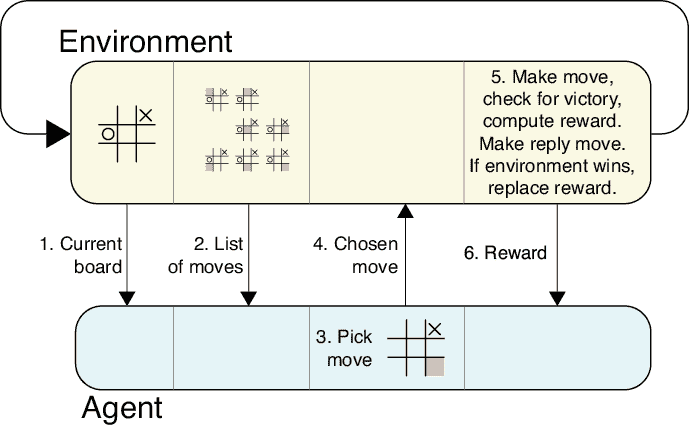 Environment
5. Make move,
check for victory,
compute reward.
Make reply move.
If environment wins,
replace reward.
1. Current
board
2. List
of moves
4. Chosen
move
6. Reward
3. Pick
move
Agent